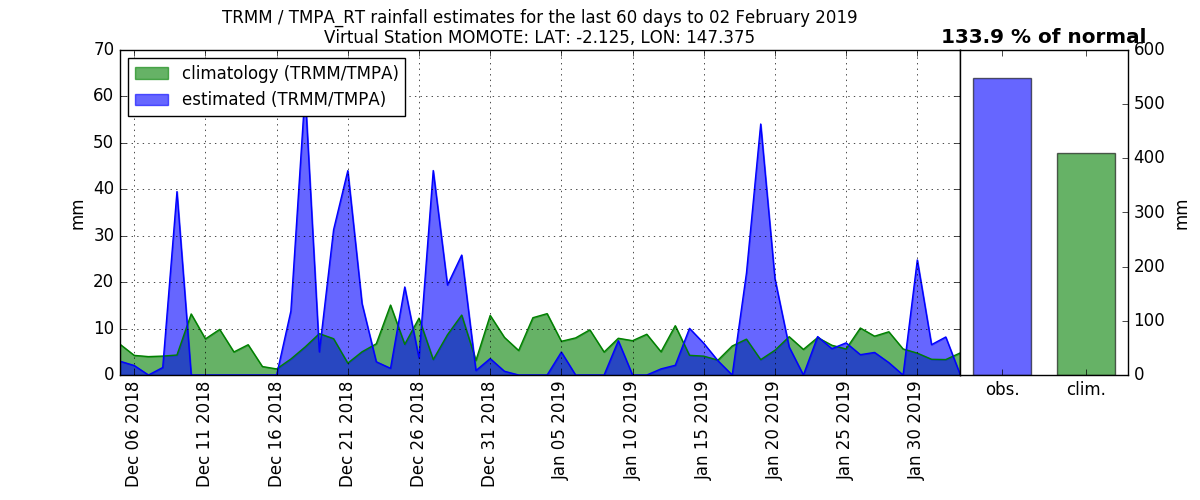 TRMM / TMPA_RT rainfall estimates for the last 60 days to 02 February 2019
Virtual Station MOMOTE: LAT: -2.125, LON: 147.375
133.9 % of normal
climatology (TRMM/TMPA)
estimated (TRMM/TMPA)
mm
70
60
50
40
30
20
10
0
Dec 06 2018
Dec 11 2018
Dec 16 2018
Dec 21 2018
Dec 26 2018
Dec 31 2018
Jan 05 2019
Jan 10 2019
Jan 15 2019
Jan 20 2019
Jan 25 2019
Jan 30 2019
obs.
clim.
600
500
400
300
200
100
0
mm